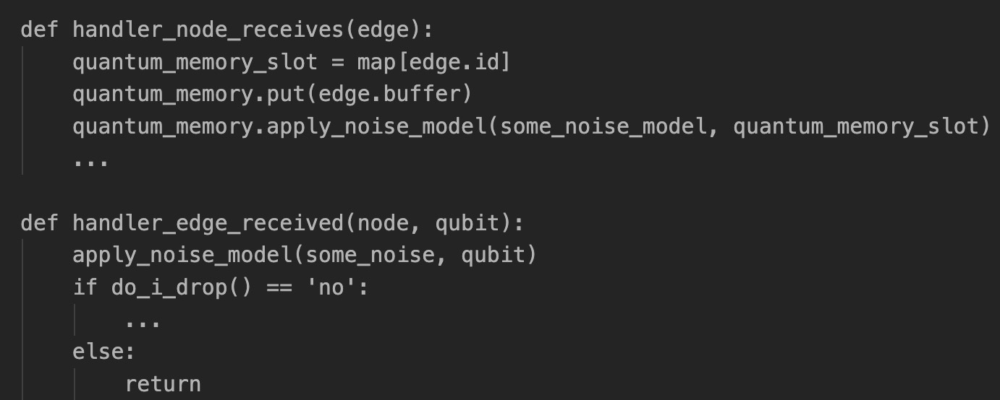 def handler_node_receives(edge):
    quantum_memory_slot = map[edge.id]
    quantum_memory.put(edge.buffer)
    quantum_memory.apply_noise_model(some_noise_model, quantum_memory_slot)
    ...
def handler_edge_received(node, qubit):
    apply_noise_model(some_noise, qubit)
    if do_i_drop() == 'no':
        ...
    else:
        return